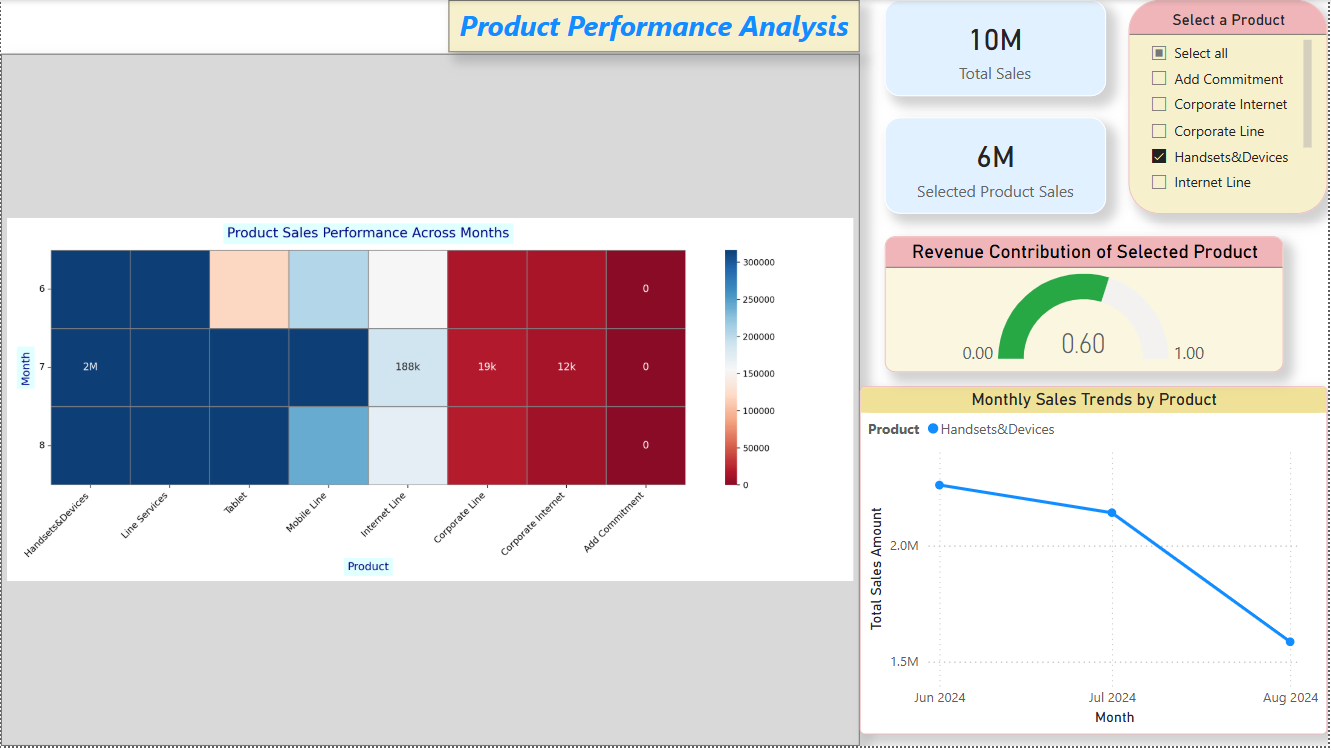 Product Performance Analysis
10M
Total Sales
6M
Selected Product Sales
Select a Product
Select all
Add Commitment
Corporate Internet
Corporate Line
Handsets&Devices
Internet Line
Revenue Contribution of Selected Product
0.00
0.60
1.00
Product Sales Performance Across Months
Month
6
0
7
2M
188k
19k
12k
0
8
0
300000
250000
200000
150000
100000
50000
0
Handsets&Devices
Line Services
Tablet
Mobile Line
Internet Line
Corporate Line
Corporate Internet
Add Commitment
Product
Monthly Sales Trends by Product
Product Handsets&Devices
Total Sales Amount
2.0M
1.5M
Jun 2024
Jul 2024
Aug 2024
Month